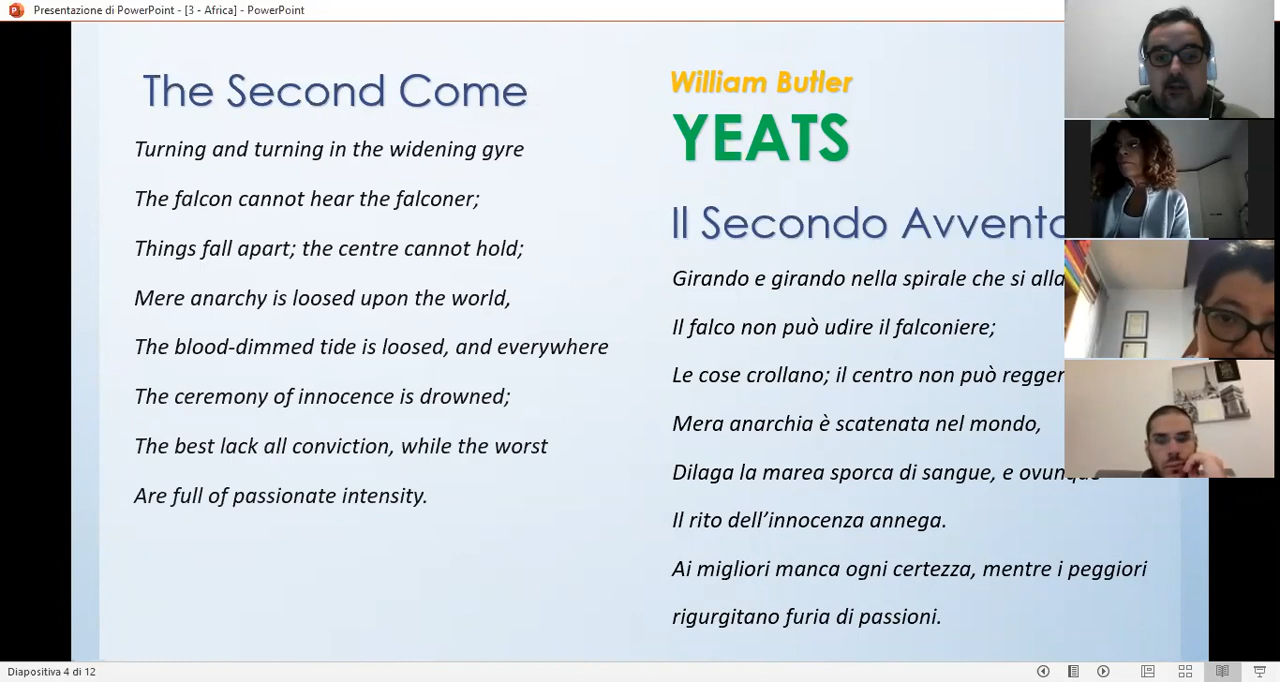 Presentazione di PowerPoint - [3 - Africa] - PowerPoint
The Second Come
Turning and turning in the widening gyre
The falcon cannot hear the falconer;
Things fall apart; the centre cannot hold;
Mere anarchy is loosed upon the world,
The blood-dimmed tide is loosed, and everywhere
The ceremony of innocence is drowned;
The best lack all conviction, while the worst
Are full of passionate intensity.
William Butler
YEATS
Il Secondo Avvento
Girando e girando nella spirale che si alla
Il falco non può udire il falconiere;
Le cose crollano; il centro non può regger
Mera anarchia è scatenata nel mondo,
Dilaga la marea sporca di sangue, e ovunque
Il rito dell’innocenza annega.
Ai migliori manca ogni certezza, mentre i peggiori
rigurgitano furia di passioni.
Diapositiva 4 di 12